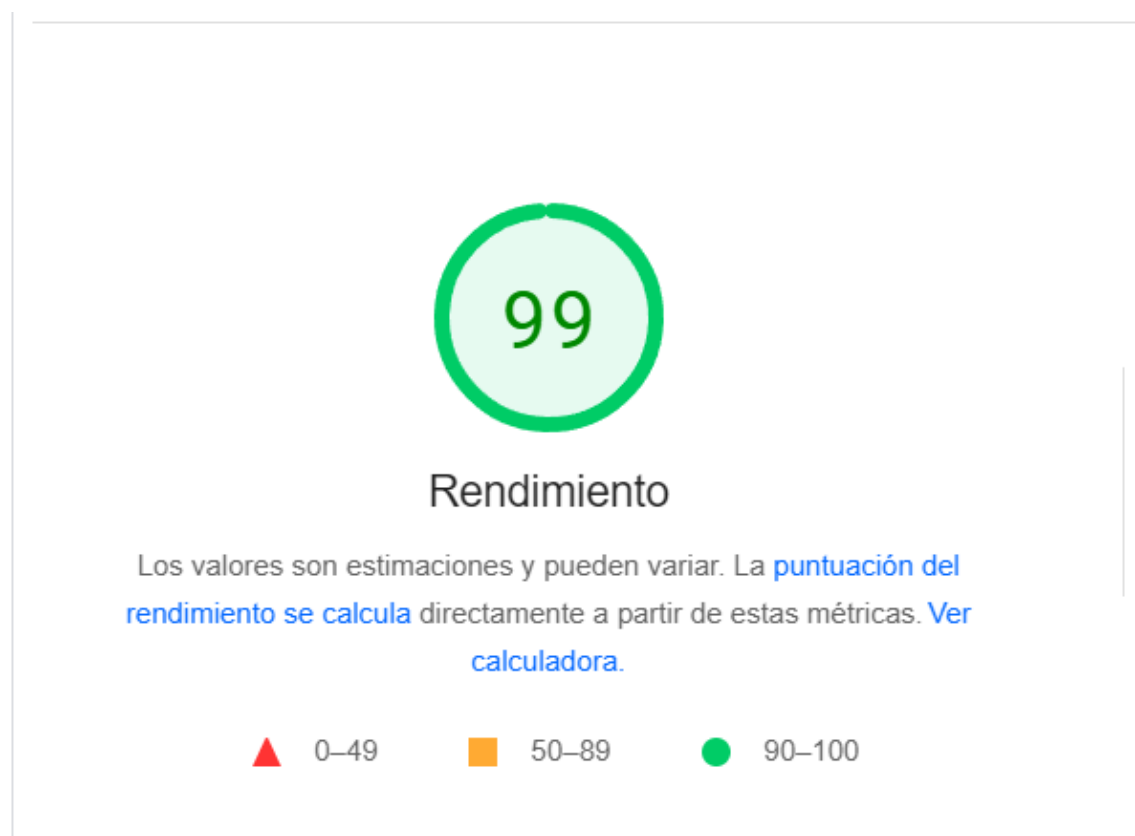 99
Rendimiento
Los valores son estimaciones y pueden variar. La puntuación del
rendimiento se calcula directamente a partir de estas métricas. Ver
calculadora.
0–49 50–89 90–100